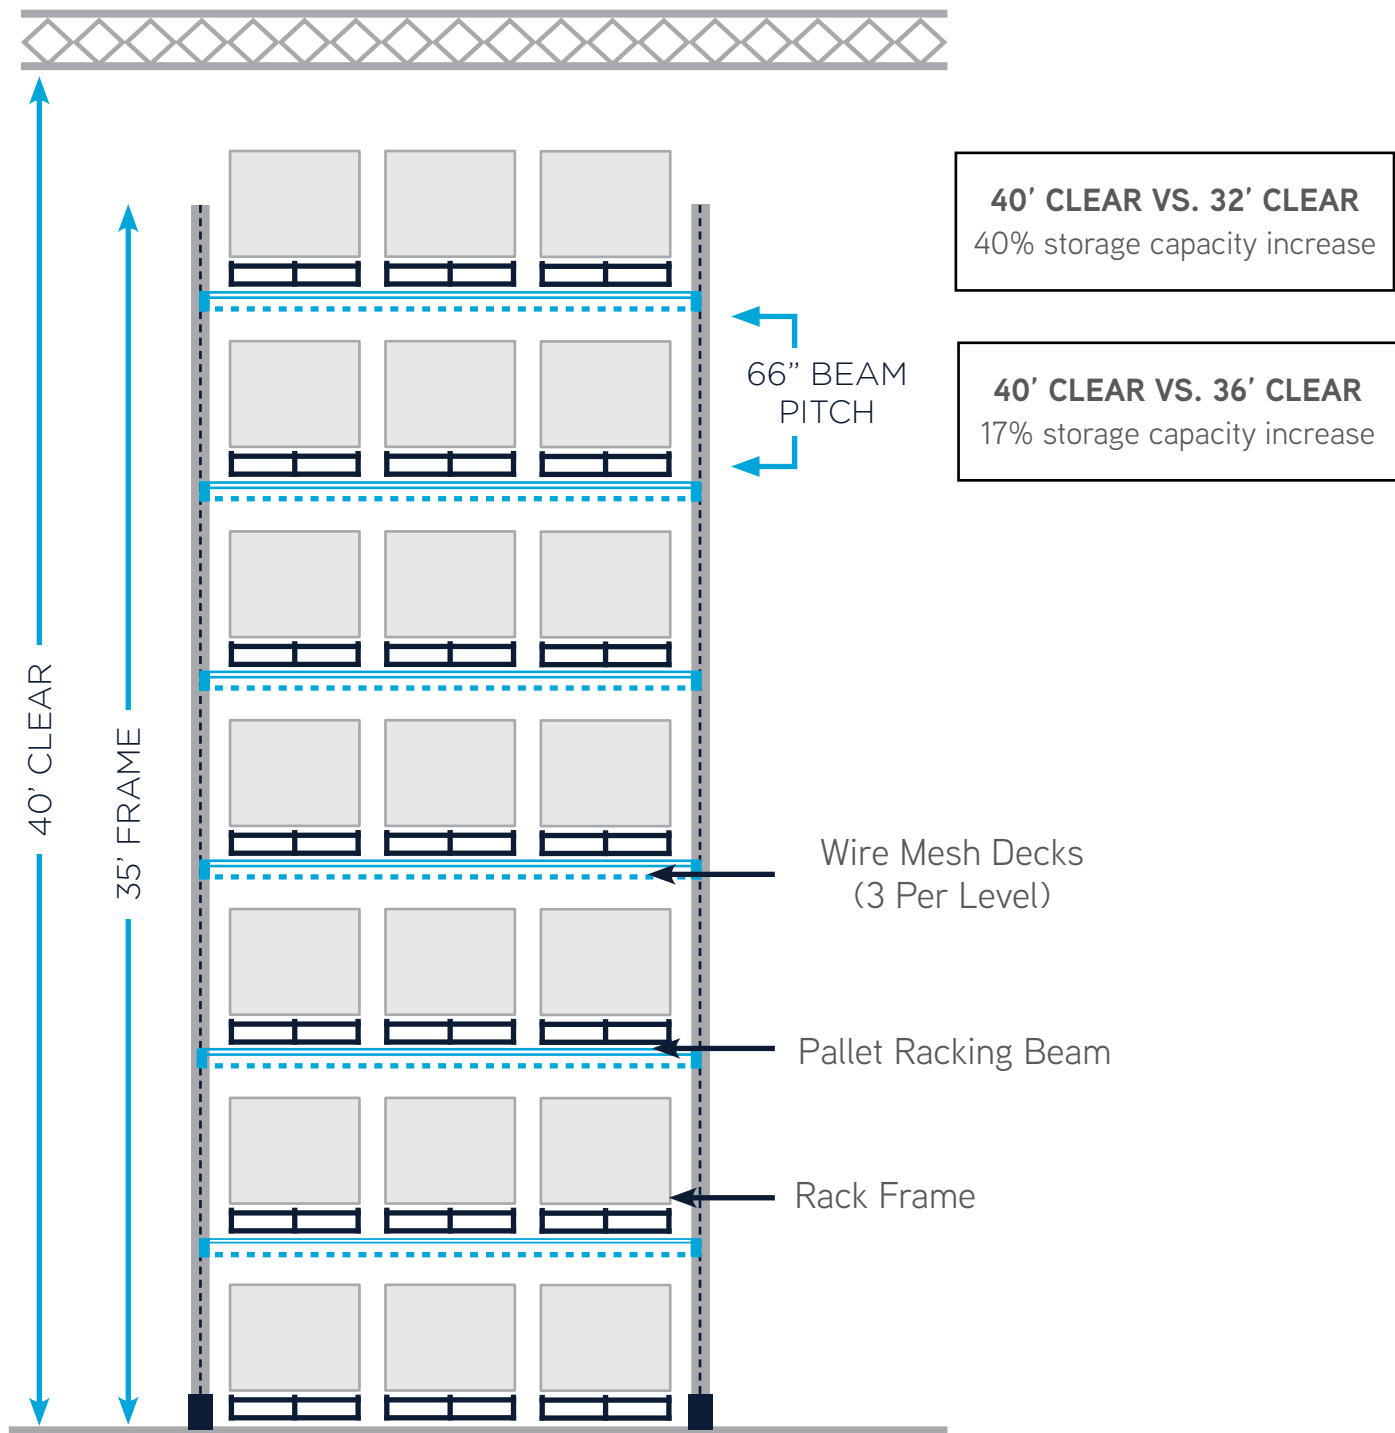 40' CLEAR VS. 32' CLEAR
40% storage capacity increase
66" BEAM
PITCH
40' CLEAR VS. 36' CLEAR
17% storage capacity increase
40' CLEAR
35' FRAME
Wire Mesh Decks
(3 Per Level)
Pallet Racking Beam
Rack Frame